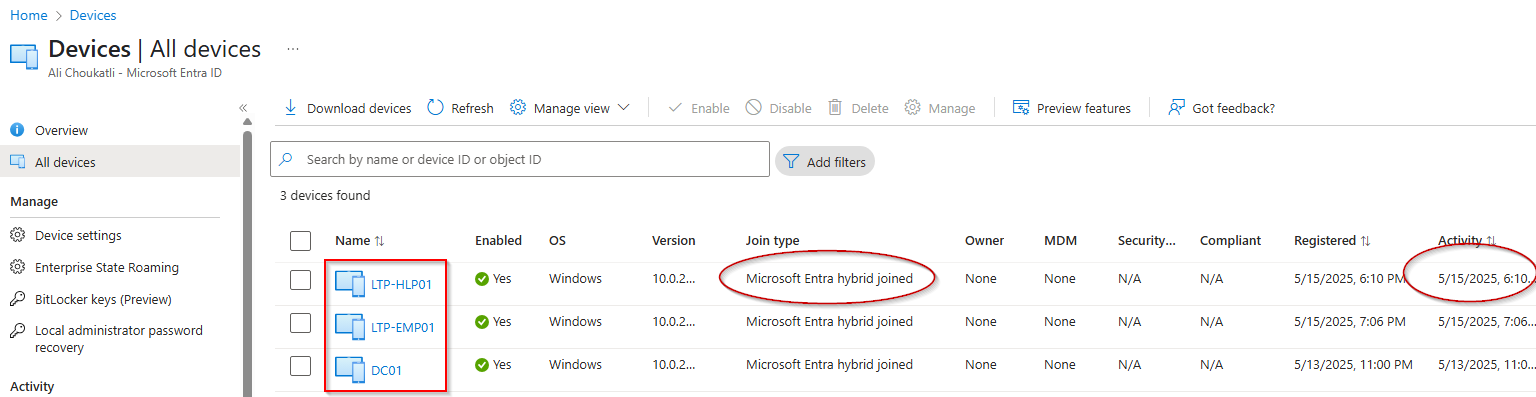 Home > Devices
Devices | All devices ...
Ali Choukatli - Microsoft Entra ID
Download devices Refresh Manage view Enable Disable Delete Manage Preview features Got feedback?
Overview
All devices
Manage
Device settings
Enterprise State Roaming
BitLocker keys (Preview)
Local administrator password
recovery
Activity
Search by name or device ID or object ID Add filters
3 devices found
Name Enabled OS Version Join type Owner MDM Security... Compliant Registered Activity
LTP-HLP01 Yes Windows 10.0.2... Microsoft Entra hybrid joined None None N/A N/A 5/15/2025, 6:10 PM 5/15/2025, 6:10...
LTP-EMP01 Yes Windows 10.0.2... Microsoft Entra hybrid joined None None N/A N/A 5/15/2025, 7:06 PM 5/15/2025, 7:06...
DC01 Yes Windows 10.0.2... Microsoft Entra hybrid joined None None N/A N/A 5/13/2025, 11:00 PM 5/13/2025, 11:0...